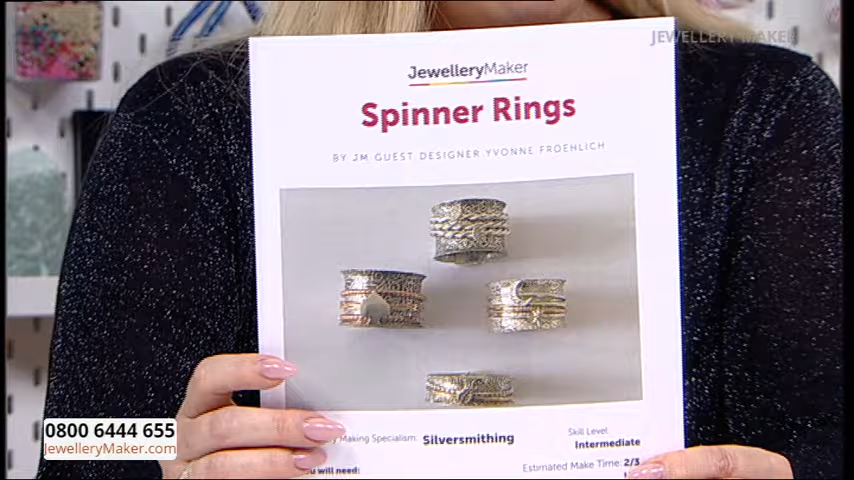 JEWELLERY MAKER
JewelleryMaker
Spinner Rings
BY JM GUEST DESIGNER YVONNE FROEHLICH
Making Specialism: Silversmithing
Skill Level
Intermediate
Estimated Make Time: 2/3
will need:
0800 6444 655
JewelleryMaker.com